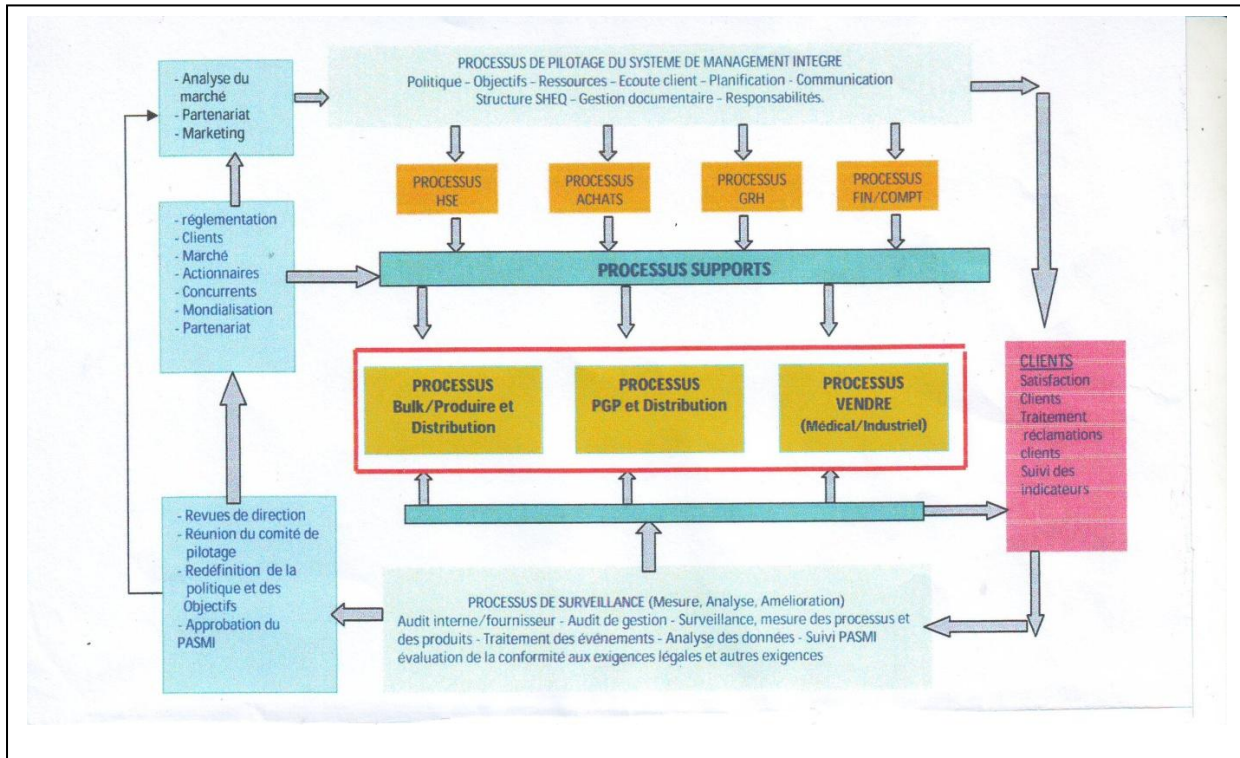 PROCESSUS DE PILOTAGE DU SYSTEME DE MANAGEMENT INTEGRE
Politique – Objectifs - Ressources - Ecoute client - Planification - Communication
Structure SHEQ – Gestion documentaire – Responsabilités.
- Analyse du
marché
- Partenariat
- Marketing
PROCESSUS
HSE
PROCESSUS
ACHATS
PROCESSUS
GRH
PROCESSUS
FIN/COMPT
- réglementation
- Clients
- Marché
- Actionnaires
- Concurrents
- Mondialisation
- Partenariat
PROCESSUS SUPPORTS
PROCESSUS
Bulk/Produire et
Distribution
PROCESSUS
PGP et Distribution
PROCESSUS
VENDRE
(Médical/Industriel)
CLIENTS
Satisfaction
Clients
Traitement
réclamations
clients
Suivi des
indicateurs
- Revues de direction
- Réunion du comité de
pilotage
- Redéfinition de la
politique et des
Objectifs
- Approbation du
PASMI
PROCESSUS DE SURVEILLANCE (Mesure, Analyse, Amélioration)
Audit interne/fournisseur - Audit de gestion - Surveillance, mesure des processus et
des produits - Traitement des événements - Analyse des données - Suivi PASMI
évaluation de la conformité aux exigences légales et autres exigences